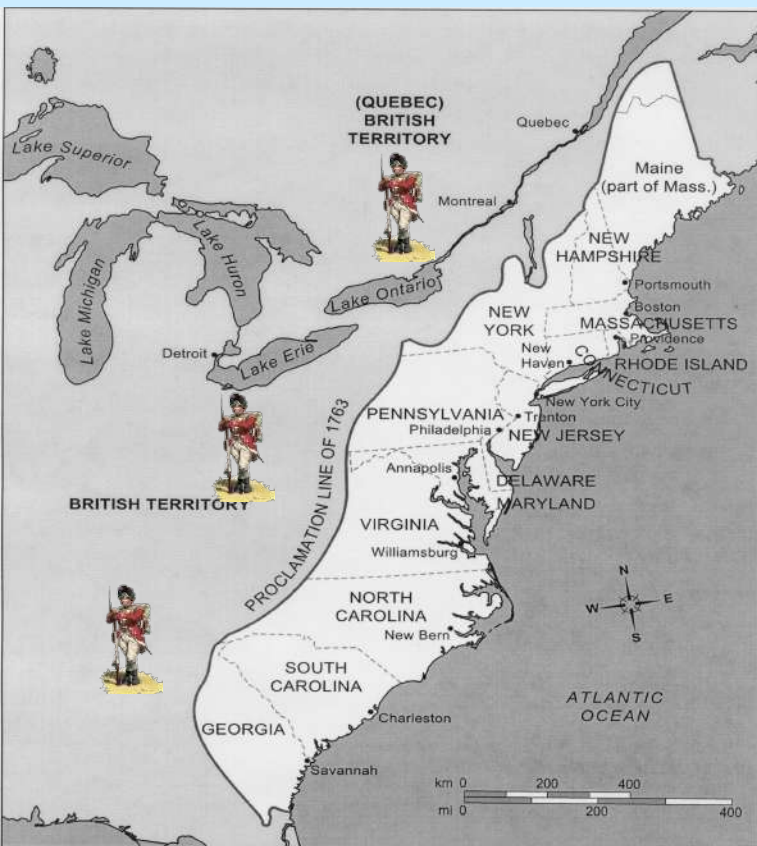 (QUEBEC)
BRITISH
TERRITORY
Quebec
Lake Superior
Maine
(part of Mass.)
Montreal
Lake Huron
NEW
HAMPSHIRE
Lake Michigan
Lake Ontario
Portsmouth
NEW
YORK
Boston
MASSACHUSETTS
Providence
Detroit
Lake Erie
New
Haven
CONNECTICUT
RHODE ISLAND
New York City
PENNSYLVANIA
Trenton
Philadelphia
NEW JERSEY
PROCLAMATION LINE OF 1763
Annapolis
DELAWARE
MARYLAND
BRITISH TERRITORY
VIRGINIA
Williamsburg
NORTH
CAROLINA
New Bern
N
W
E
S
SOUTH
CAROLINA
ATLANTIC
OCEAN
Charleston
GEORGIA
Savannah
km 0 200 400
mi 0 200 400